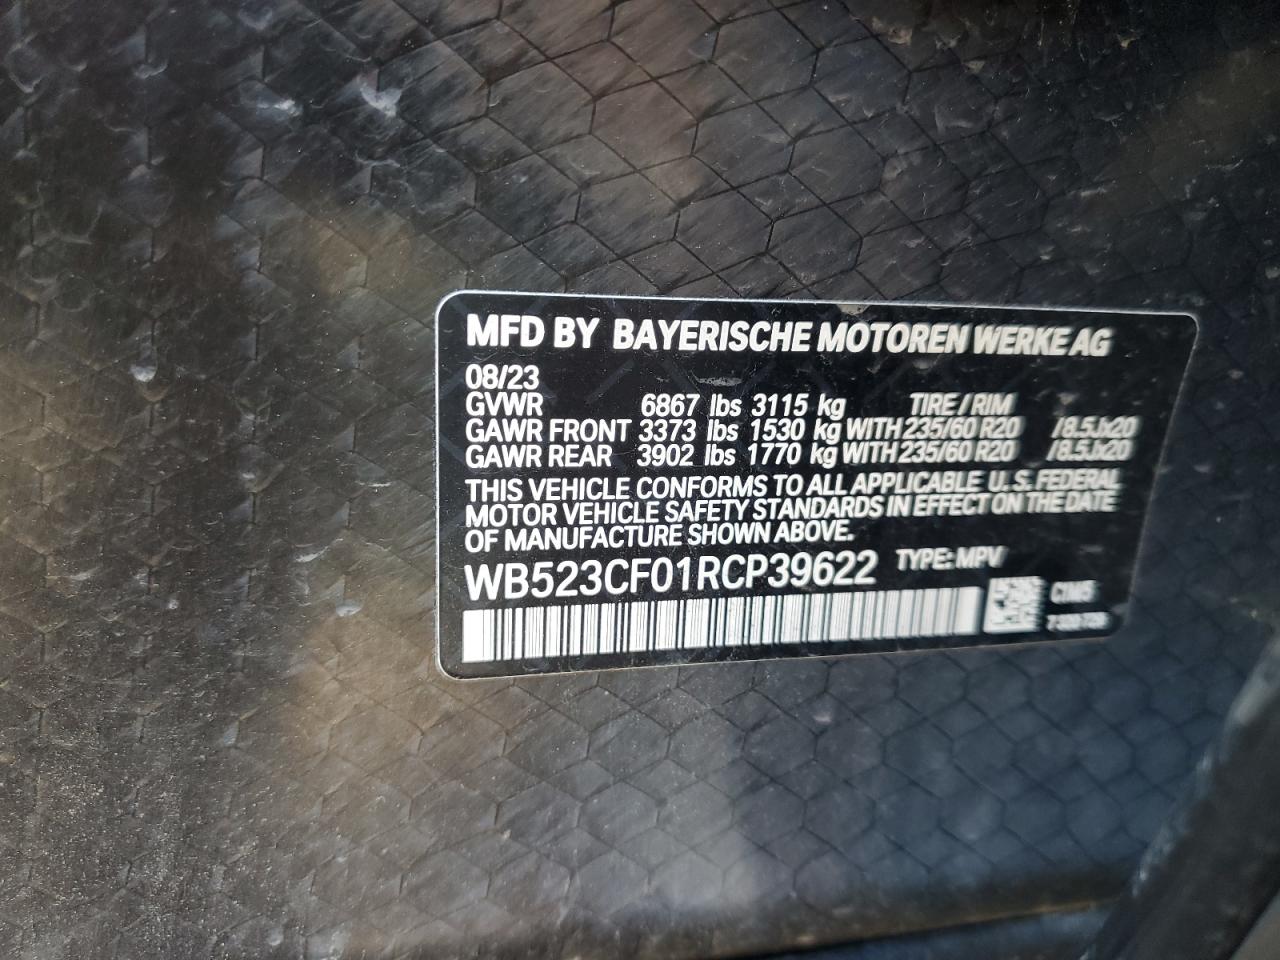 MFD BY BAYERISCHE MOTOREN WERKE AG
08/23
GVWR 6867 lbs 3115 kg TIRE / RIM
GAWR FRONT 3373 lbs 1530 kg WITH 235/60 R20 /8.5Jx20
GAWR REAR 3902 lbs 1770 kg WITH 235/60 R20 /8.5Jx20
THIS VEHICLE CONFORMS TO ALL APPLICABLE U.S. FEDERAL
MOTOR VEHICLE SAFETY STANDARDS IN EFFECT ON THE DATE
OF MANUFACTURE SHOWN ABOVE.
WB523CF01RCP39622 TYPE: MPV